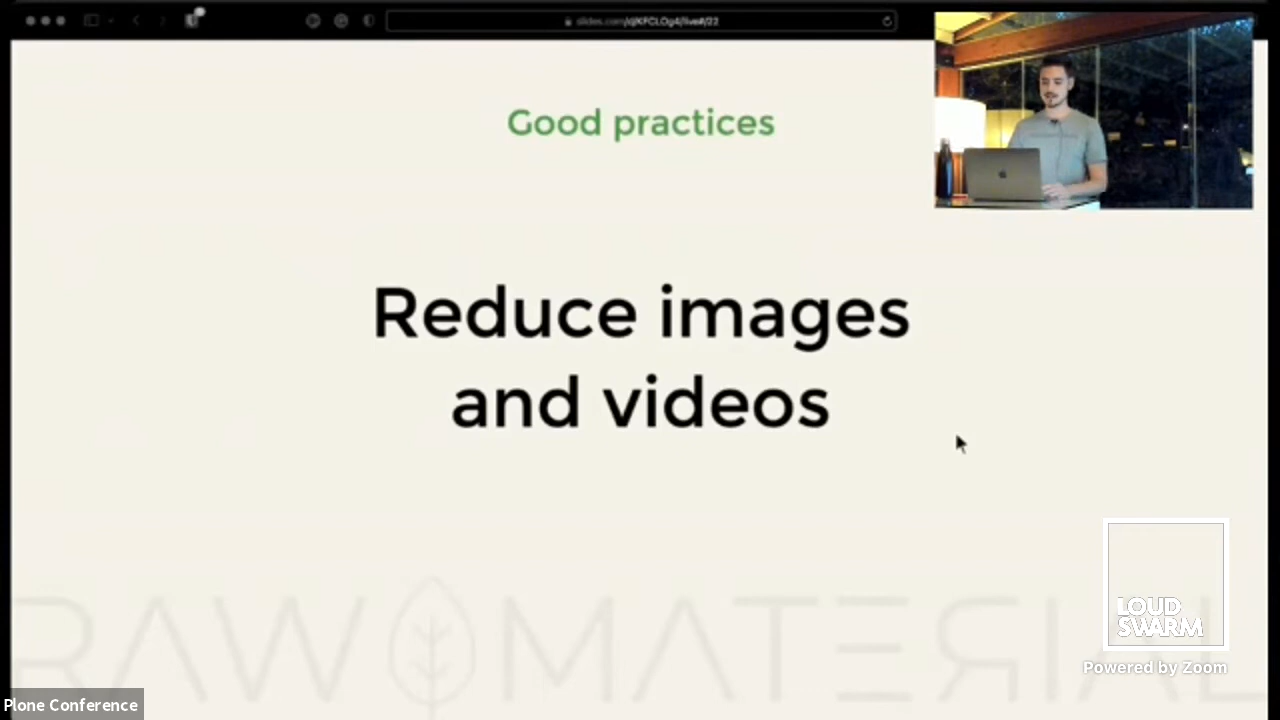 Good practices
Reduce images
and videos
RAW MATERIAL
LOUD
SWARM
Powered by Zoom
Plone Conference